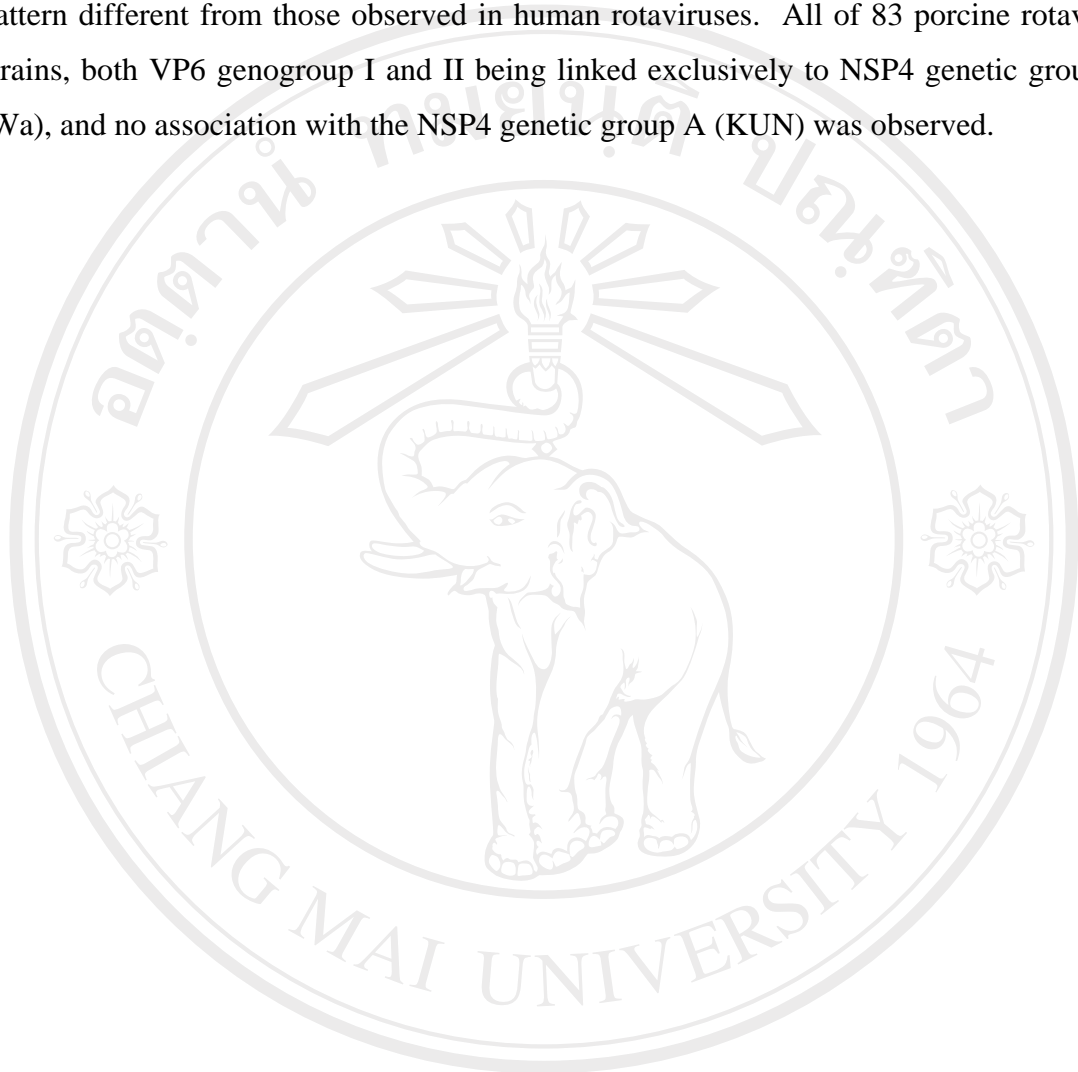 attern different from those observed in human rotaviruses. All of 83 porcine rotav
rains, both VP6 genogroup I and II being linked exclusively to NSP4 genetic grou
Wa), and no association with the NSP4 genetic group A (KUN) was observed.
CHIANG MAI UNIVERSITY 1964